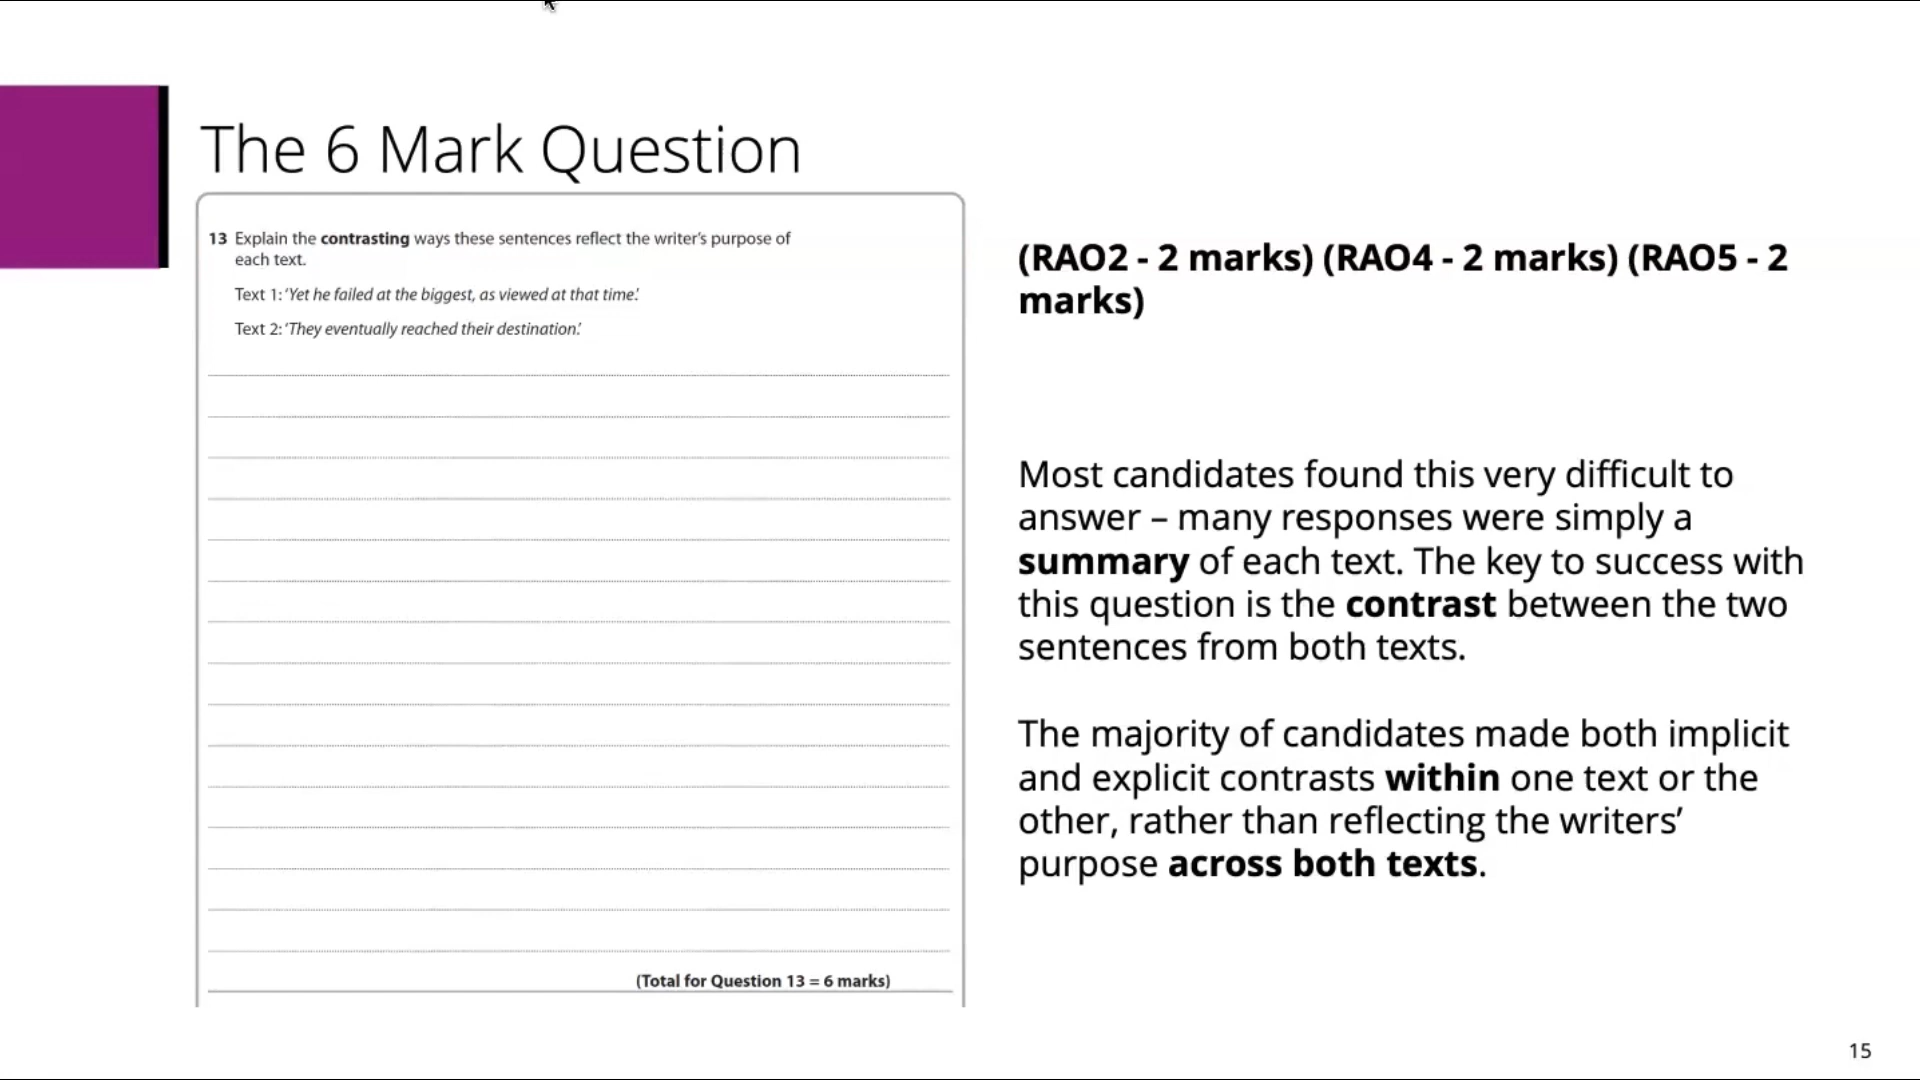 The 6 Mark Question
13 Explain the contrasting ways these sentences reflect the writer's purpose of
each text.
Text 1: 'Yet he failed at the biggest, as viewed at that time.'
Text 2: 'They eventually reached their destination.'
(Total for Question 13 = 6 marks)
(RAO2 - 2 marks) (RAO4 - 2 marks) (RAO5 - 2
marks)
Most candidates found this very difficult to
answer – many responses were simply a
summary of each text. The key to success with
this question is the contrast between the two
sentences from both texts.
The majority of candidates made both implicit
and explicit contrasts within one text or the
other, rather than reflecting the writers’
purpose across both texts.
15